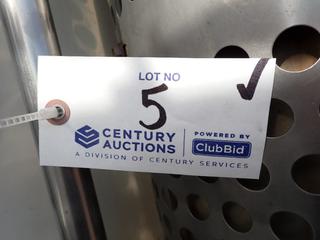 LOT NO
5
CENTURY AUCTIONS
POWERED BY
ClubBid
A DIVISION OF CENTURY SERVICES